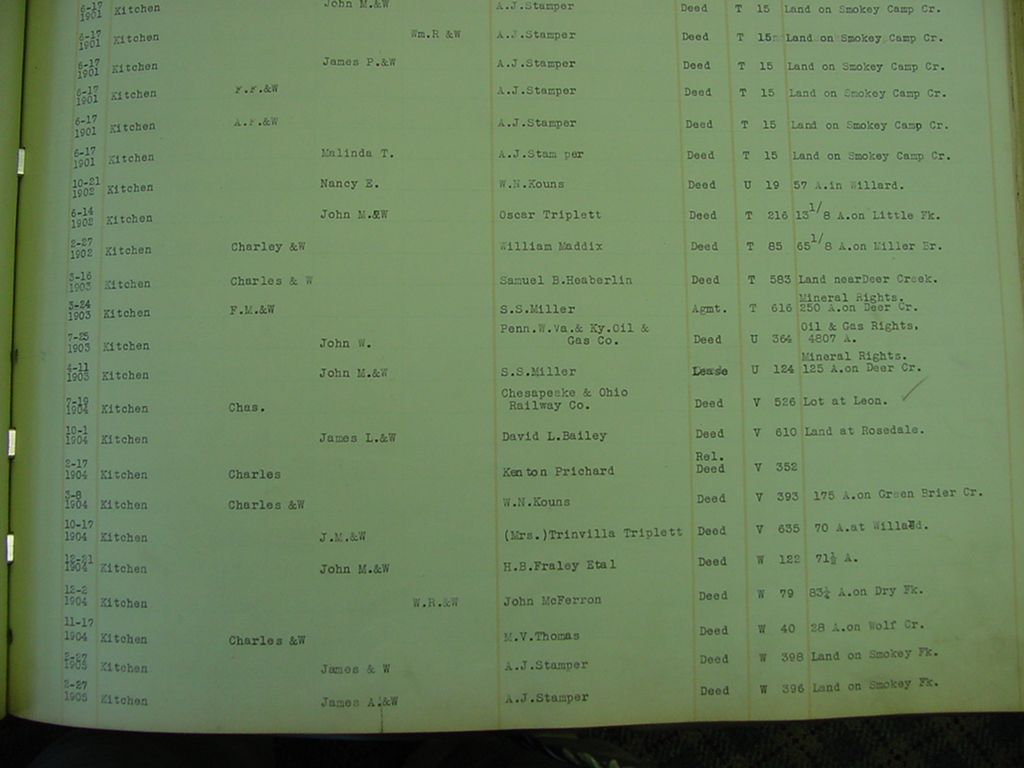 6-17 1901 Kitchen John M.&W A.J.Stamper Deed T 15 Land on Smokey Camp Cr.
6-17 1901 Kitchen Wm.R &W A.J.Stamper Deed T 15 Land on Smokey Camp Cr.
6-17 1901 Kitchen James P.&W A.J.Stamper Deed T 15 Land on Smokey Camp Cr.
6-17 1901 Kitchen F.F.&W A.J.Stamper Deed T 15 Land on Smokey Camp Cr.
6-17 1901 Kitchen A.F.&W A.J.Stamper Deed T 15 Land on Smokey Camp Cr.
6-17 1901 Kitchen Malinda T. A.J.Stam per Deed T 15 Land on Smokey Camp Cr.
10-21 1902 Kitchen Nancy E. W.N.Kouns Deed U 19 57 A.in Willard.
6-14 1902 Kitchen John M.&W Oscar Triplett Deed T 216 13 1/8 A.on Little Fk.
2-27 1902 Kitchen Charley &W William Maddix Deed T 85 65 1/8 A.on Miller Br.
3-16 1903 Kitchen Charles & W Samuel B.Heaberlin Deed T 583 Land nearDeer Creek.
Mineral Rights.
3-24 1903 Kitchen F.M.&W S.S.Miller Agmt. T 616 250 A.on Deer Cr.
Penn.W.Va.& Ky.Oil & Oil & Gas Rights.
7-25 1903 Kitchen John W. Gas Co. Deed U 364 4807 A.
Mineral Rights.
4-11 1903 Kitchen John M.&W S.S.Miller Lease U 124 125 A.on Deer Cr.
Chesapeake & Ohio
7-19 1904 Kitchen Chas. Railway Co. Deed V 526 Lot at Leon.
10-1 1904 Kitchen James L.&W David L.Bailey Deed V 610 Land at Rosedale.
Rel.
2-17 1904 Kitchen Charles Kenton Prichard Deed V 352
3-8 1904 Kitchen Charles &W W.N.Kouns Deed V 393 175 A.on Green Brier Cr.
10-17 1904 Kitchen J.M.&W (Mrs.)Trinvilla Triplett Deed V 635 70 A.at Willard.
12-21 1904 Kitchen John M.&W H.B.Fraley Etal Deed W 122 71½ A.
12-2 1904 Kitchen W.R.&W John McFerron Deed W 79 83¼ A.on Dry Fk.
11-17 1904 Kitchen Charles &W M.V.Thomas Deed W 40 28 A.on Wolf Cr.
2-27 1905 Kitchen James & W A.J.Stamper Deed W 398 Land on Smokey Fk.
2-27 1905 Kitchen James A.&W A.J.Stamper Deed W 396 Land on Smokey Fk.